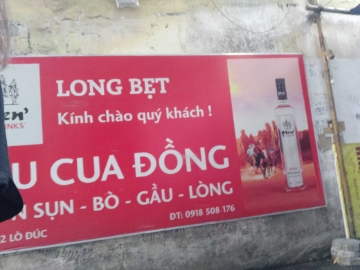 LONG BẸT
Kính chào quý khách !
U CUA ĐỒNG
N SỤN - BÒ - GẦU - LÒNG
ĐT: 0918 508 176
2 LÒ ĐÚC